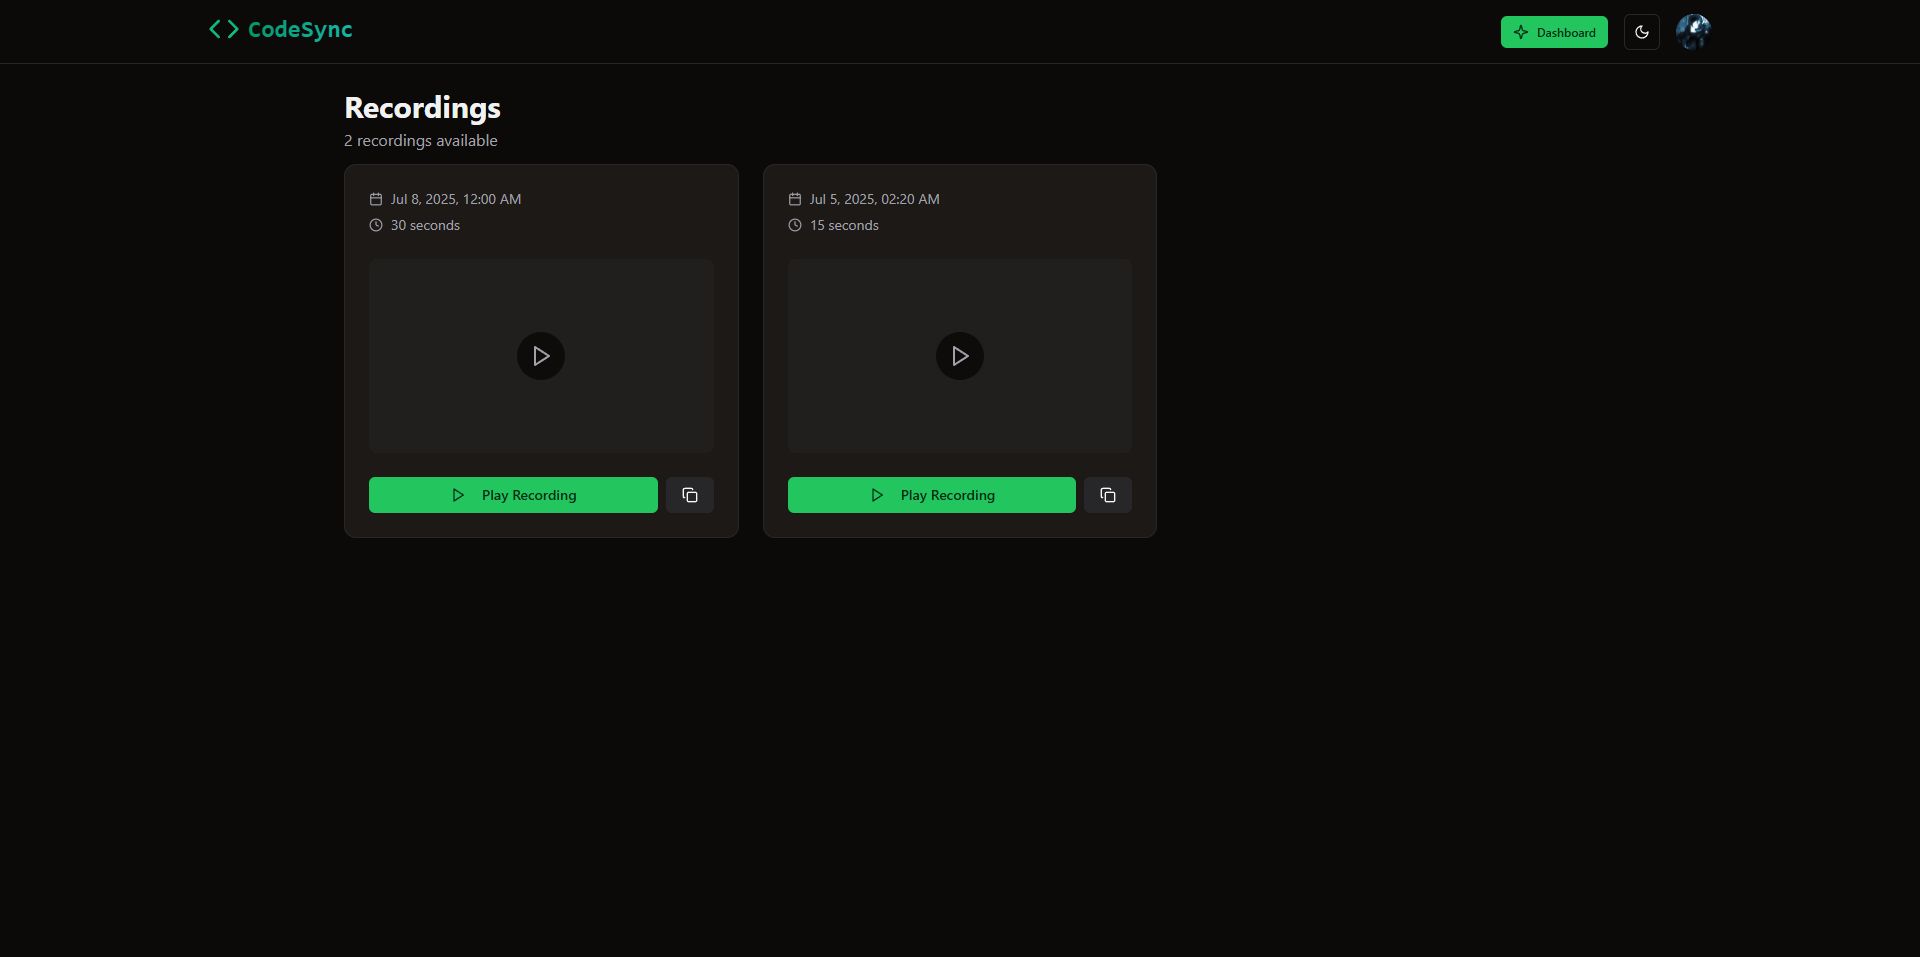 CodeSync
Dashboard
Recordings
2 recordings available
Jul 8, 2025, 12:00 AM
30 seconds
Play Recording
Jul 5, 2025, 02:20 AM
15 seconds
Play Recording